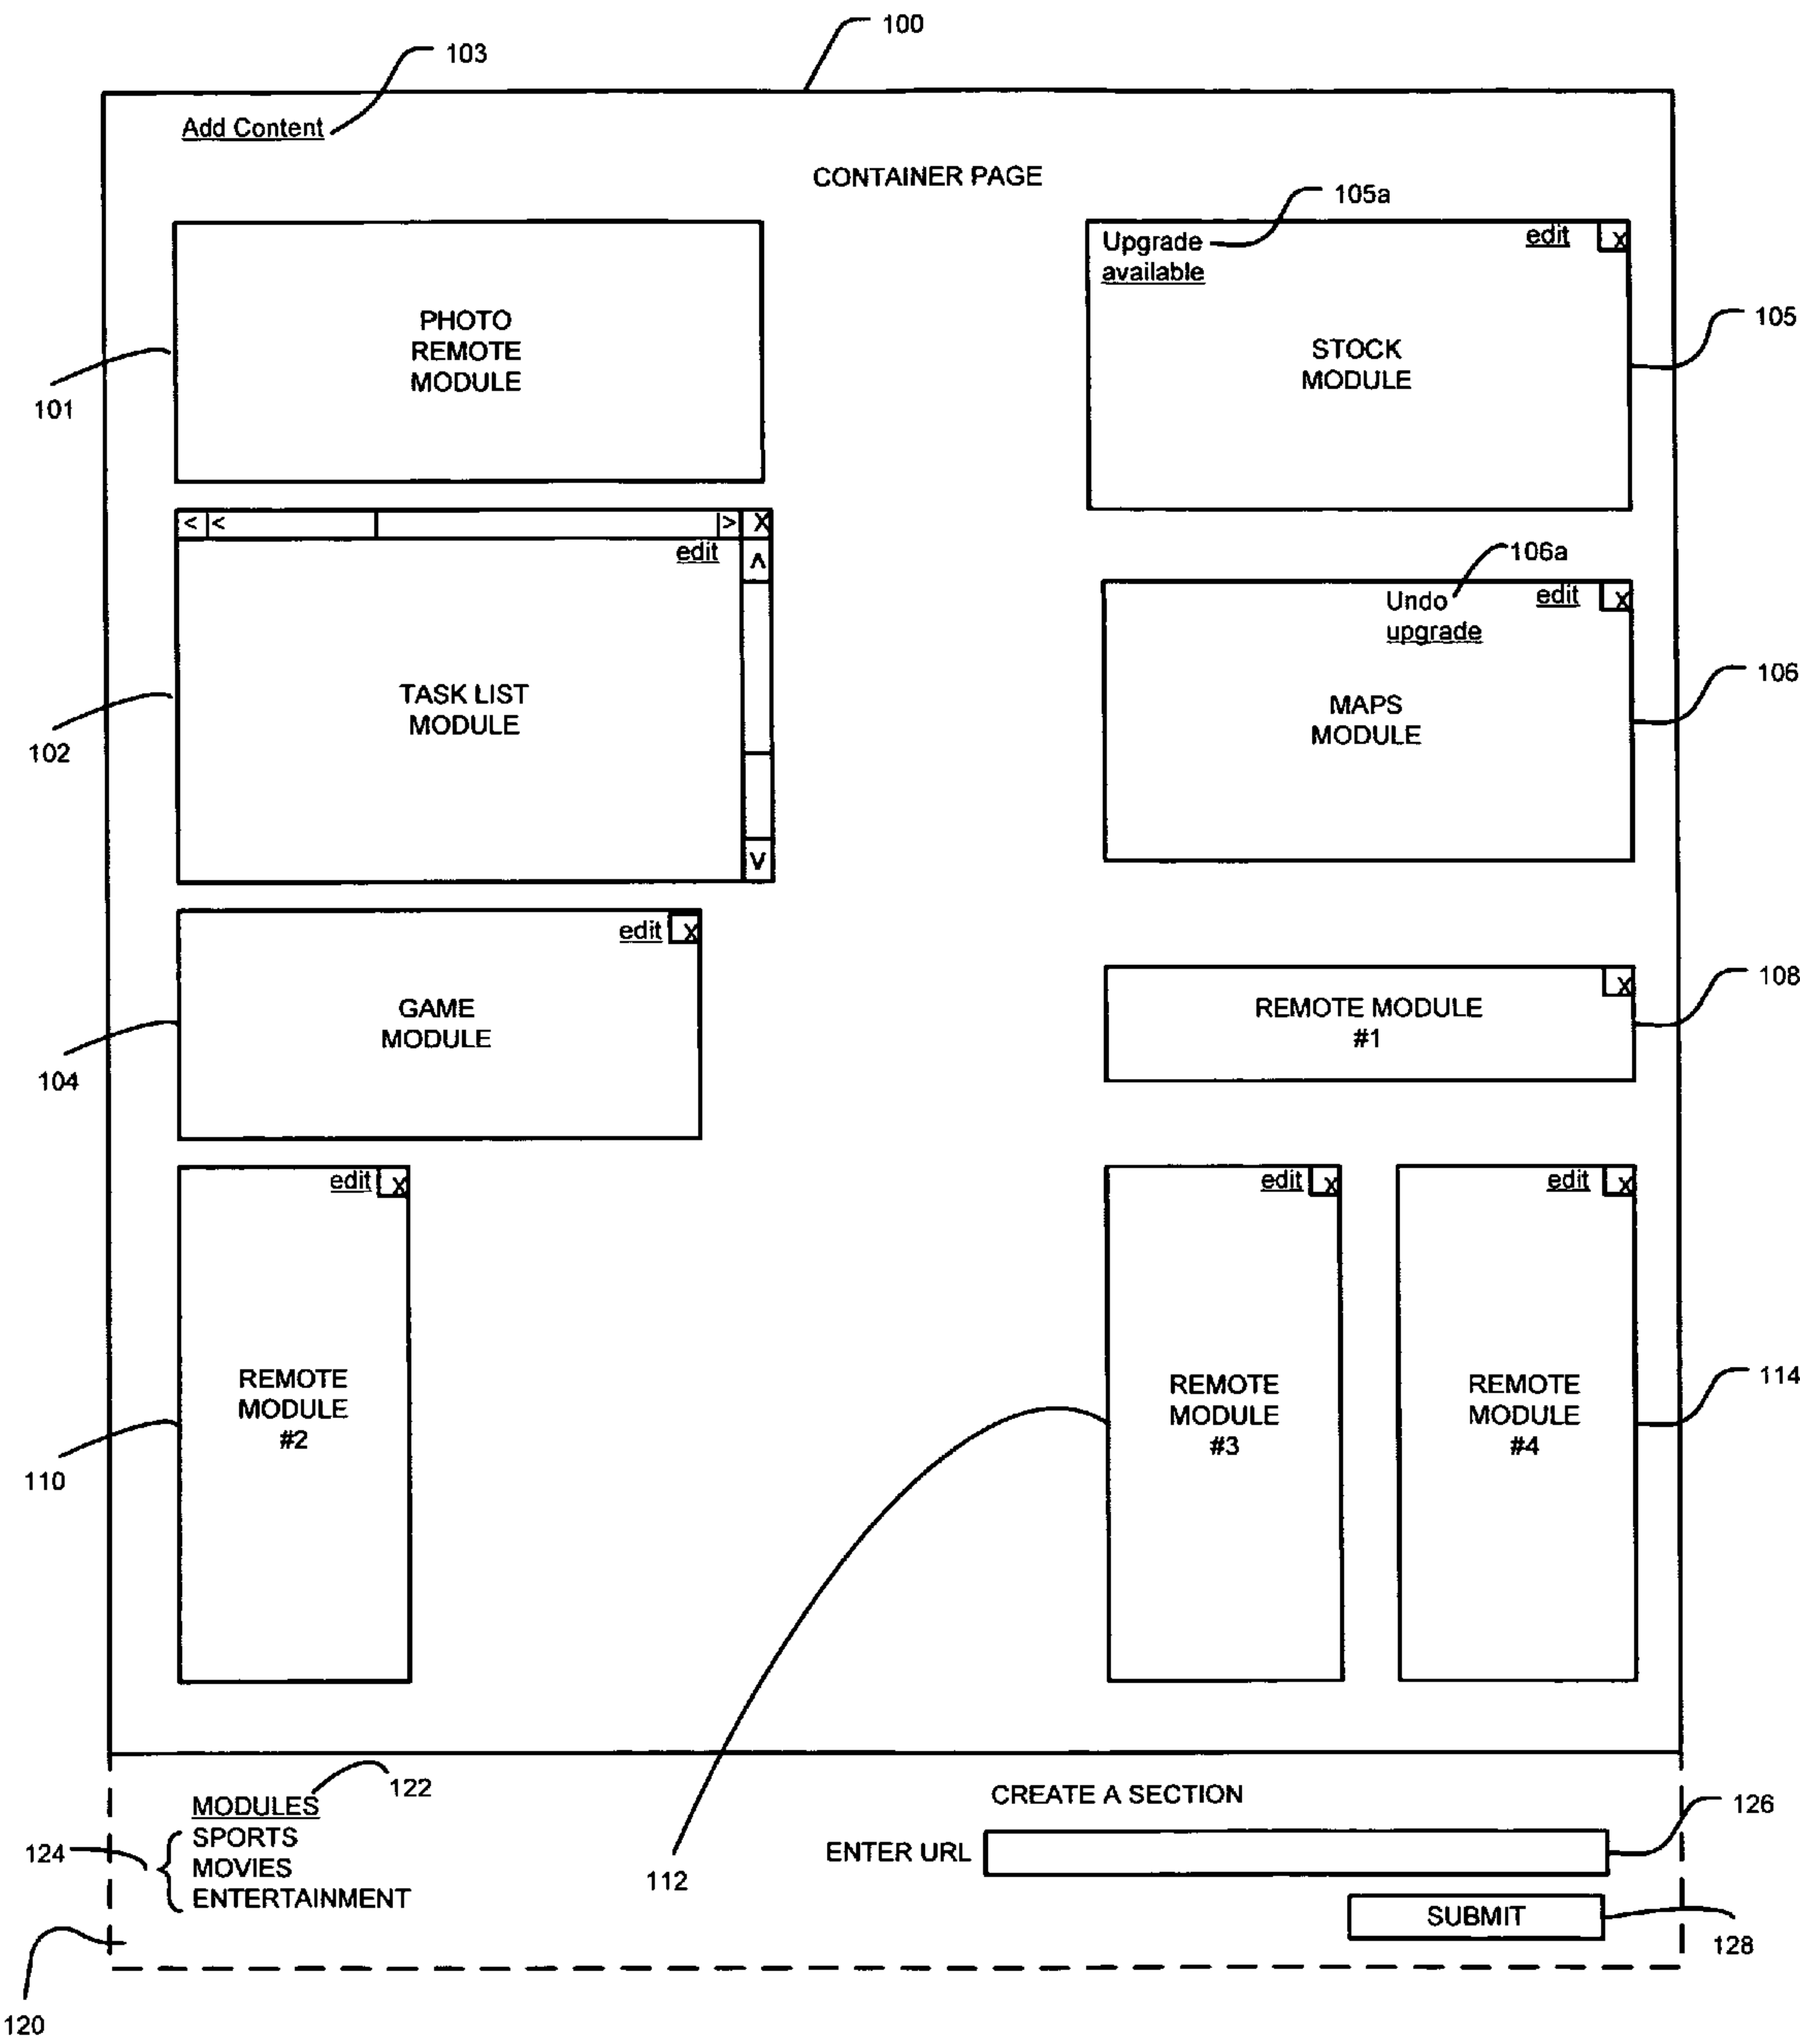 100
103
Add Content
CONTAINER PAGE
105a
Upgrade
available
edit
X
PHOTO
REMOTE
MODULE
STOCK
MODULE
105
101
< < > X
edit
^
V
TASK LIST
MODULE
102
106a
Undo
upgrade
edit
X
MAPS
MODULE
106
edit
X
GAME
MODULE
104
X
REMOTE MODULE
#1
108
edit
X
REMOTE
MODULE
#2
110
edit
X
REMOTE
MODULE
#3
112
edit
X
REMOTE
MODULE
#4
114
122
MODULES
SPORTS
MOVIES
ENTERTAINMENT
124
120
CREATE A SECTION
ENTER URL
126
SUBMIT
128